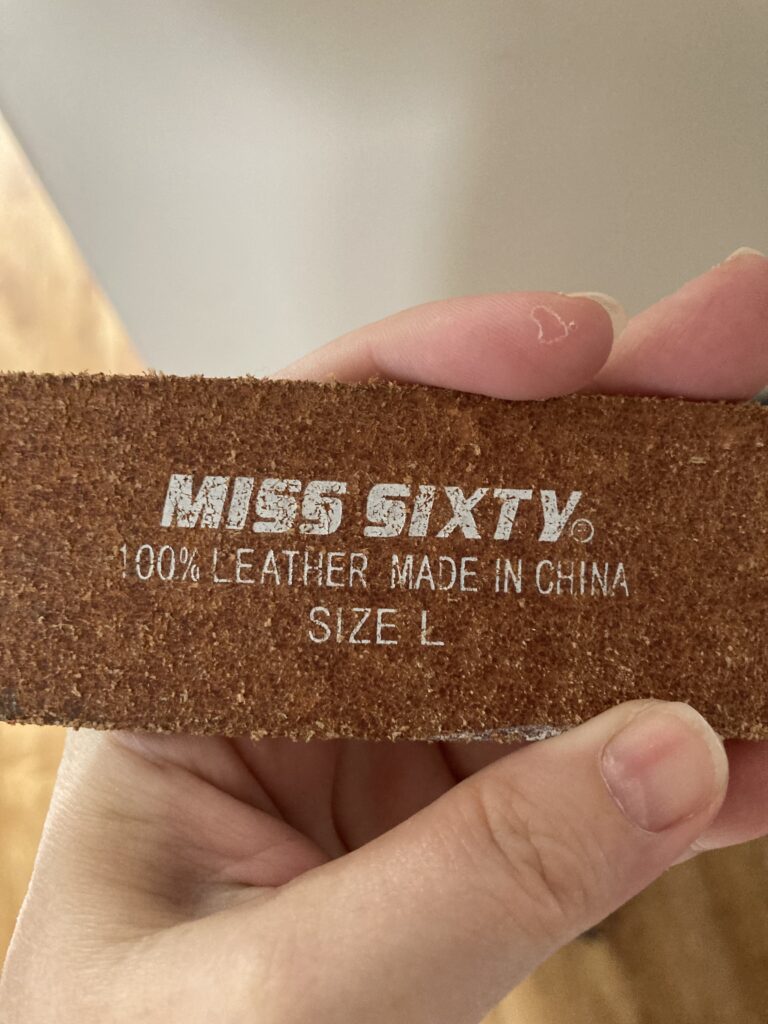 MISS SIXTY®
100% LEATHER MADE IN CHINA
SIZE L